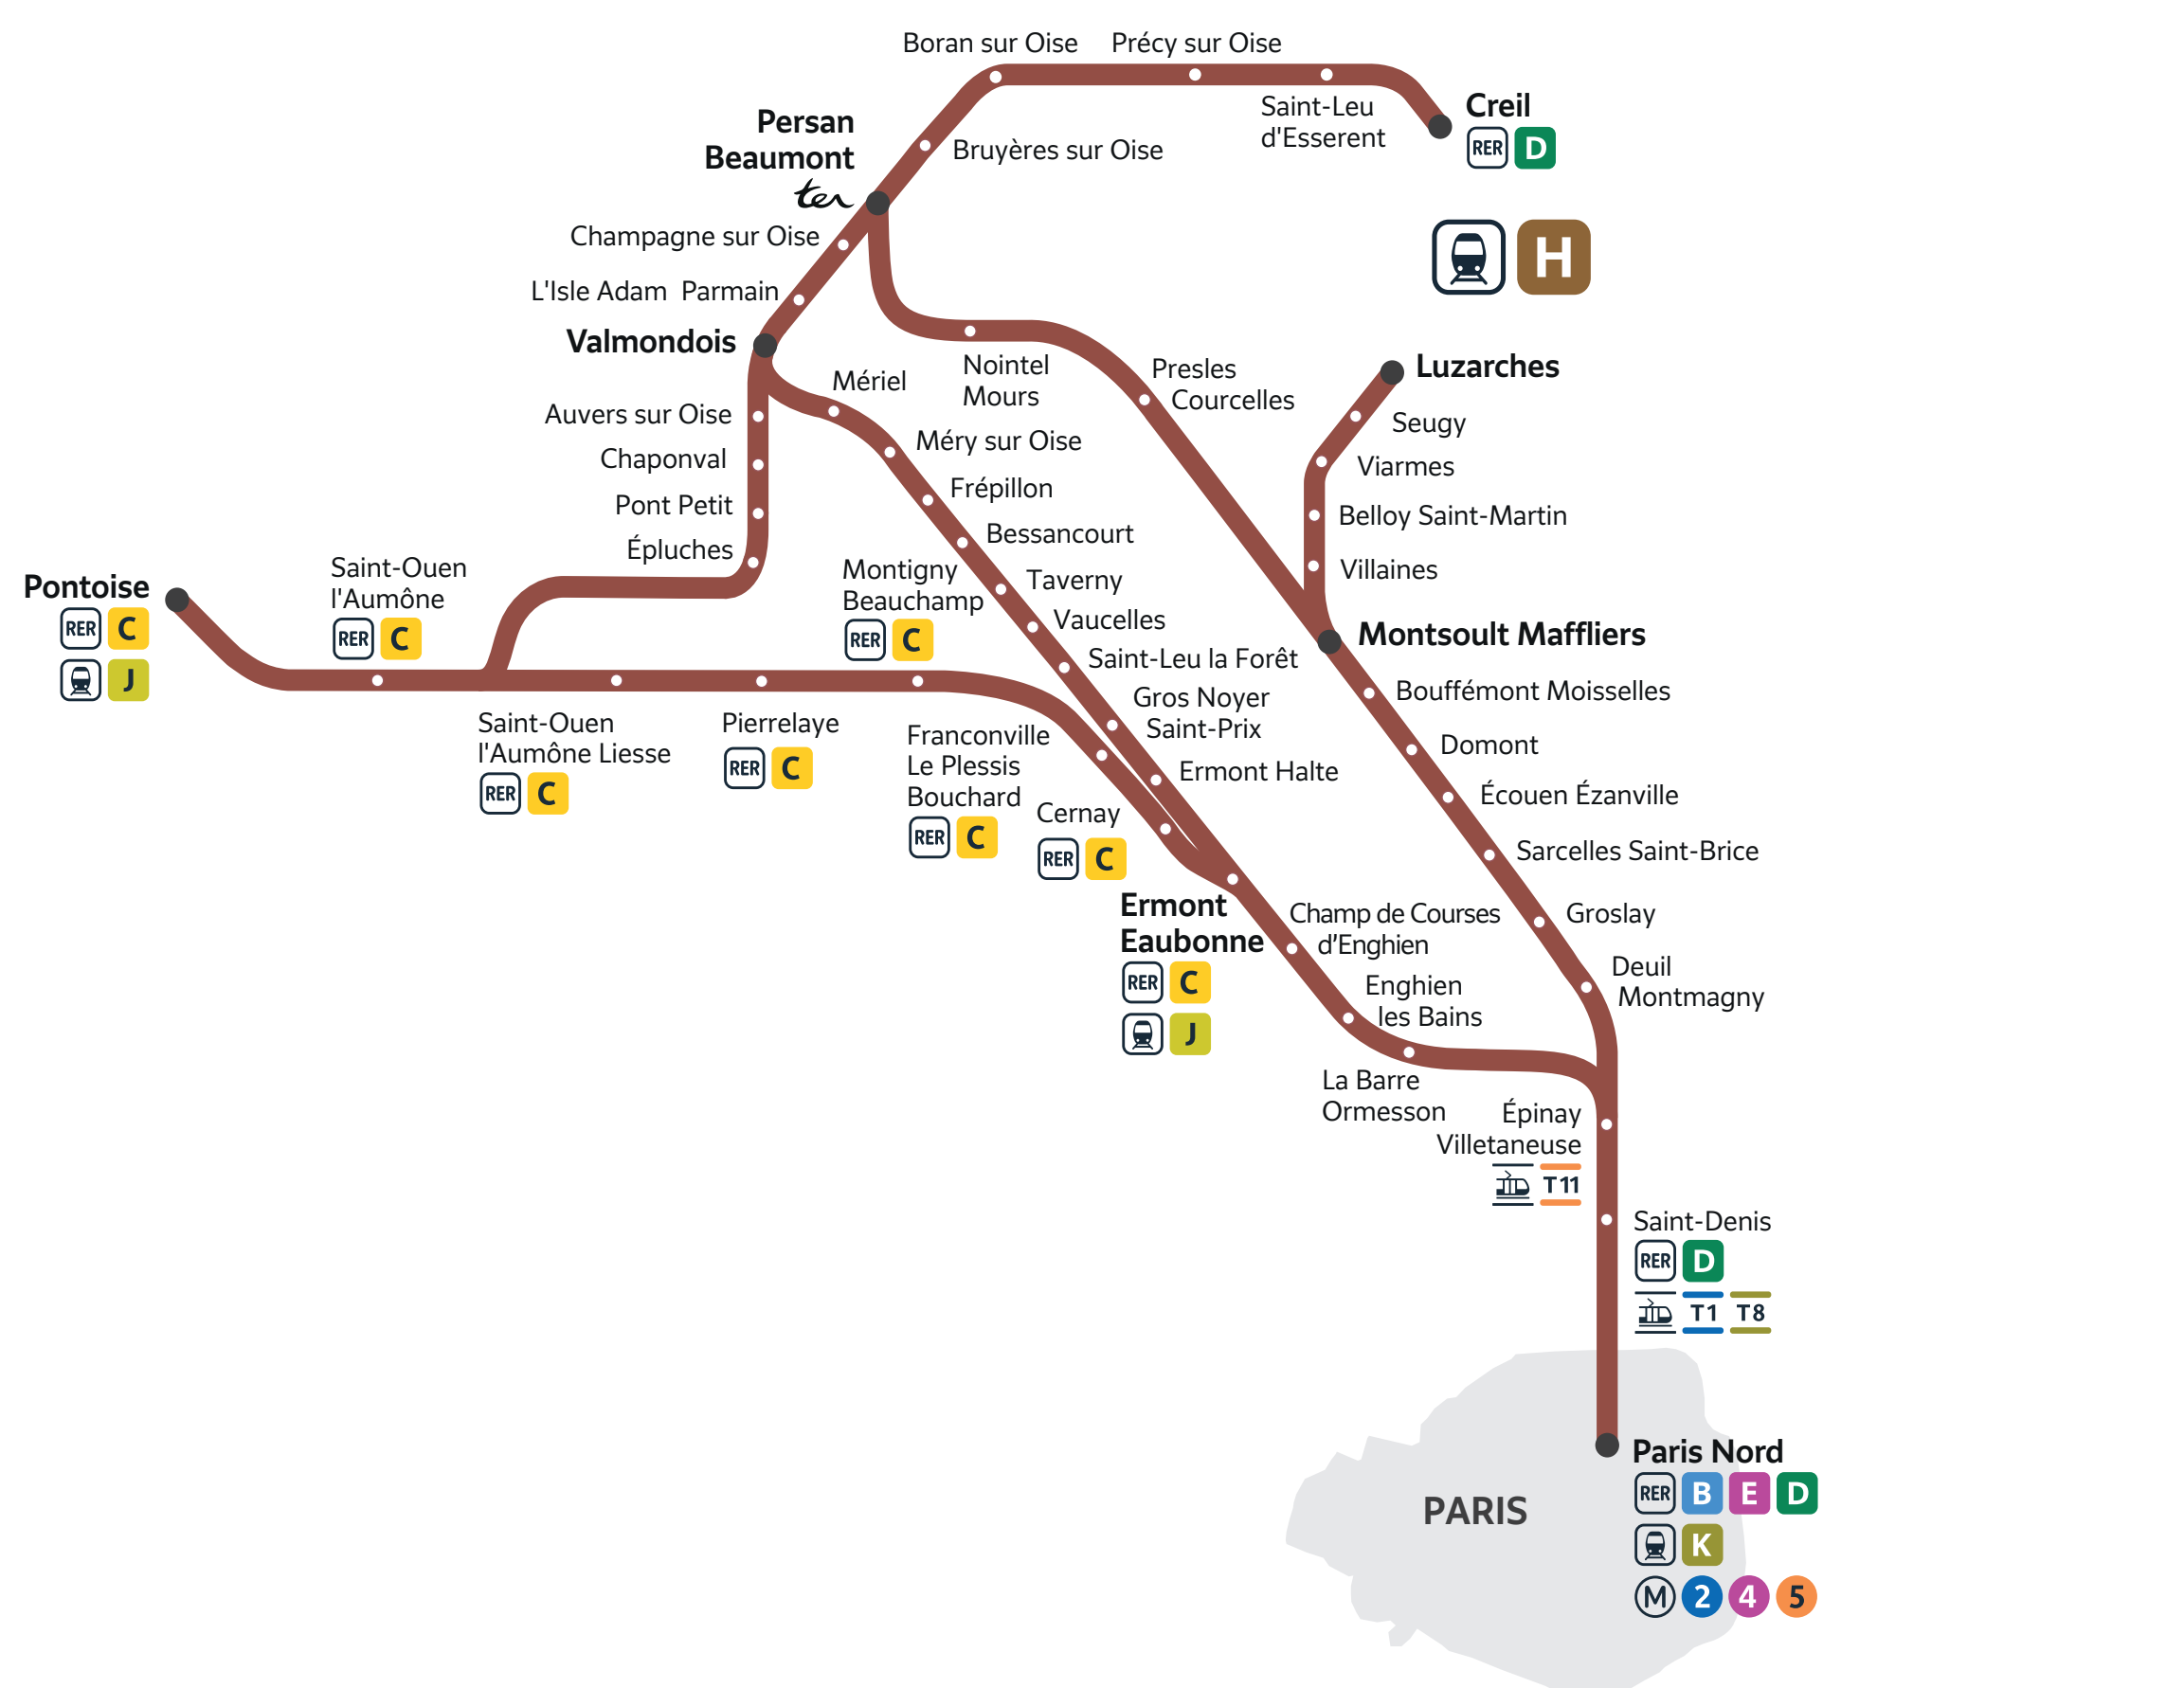 Boran sur Oise
Précy sur Oise
Saint-Leu
d'Esserent
Creil
RER D
Persan
Beaumont
ter
Bruyères sur Oise
Champagne sur Oise
L'Isle Adam Parmain
Valmondois
H
Nointel
Mours
Presles
Courcelles
Luzarches
Seugy
Viarmes
Belloy Saint-Martin
Villaines
Montsoult Maffliers
Mériel
Méry sur Oise
Frépillon
Bessancourt
Taverny
Vaucelles
Saint-Leu la Forêt
Gros Noyer
Saint-Prix
Ermont Halte
Auvers sur Oise
Chaponval
Pont Petit
Épluches
Pontoise
RER C
J
Saint-Ouen
l'Aumône
RER C
Saint-Ouen
l'Aumône Liesse
RER C
Pierrelaye
RER C
Montigny
Beauchamp
RER C
Franconville
Le Plessis
Bouchard
RER C
Cernay
RER C
Ermont
Eaubonne
RER C
J
Bouffémont Moisselles
Domont
Écouen Ézanville
Sarcelles Saint-Brice
Groslay
Deuil
Montmagny
Champ de Courses
d'Enghien
Enghien
les Bains
La Barre
Ormesson
Épinay
Villetaneuse
T11
Saint-Denis
RER D
T1 T8
Paris Nord
RER B E D
K
M 2 4 5
PARIS